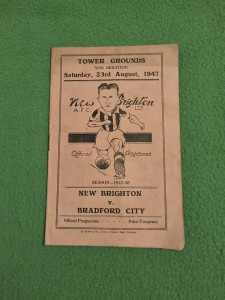 TOWER GROUNDS
NEW BRIGHTON
Saturday, 23rd August, 1947
New Brighton
A.F.C. LTD.
Official Programme
SEASON—1947-48
NEW BRIGHTON
v.
BRADFORD CITY
Official Programme - - - - Price Twopence